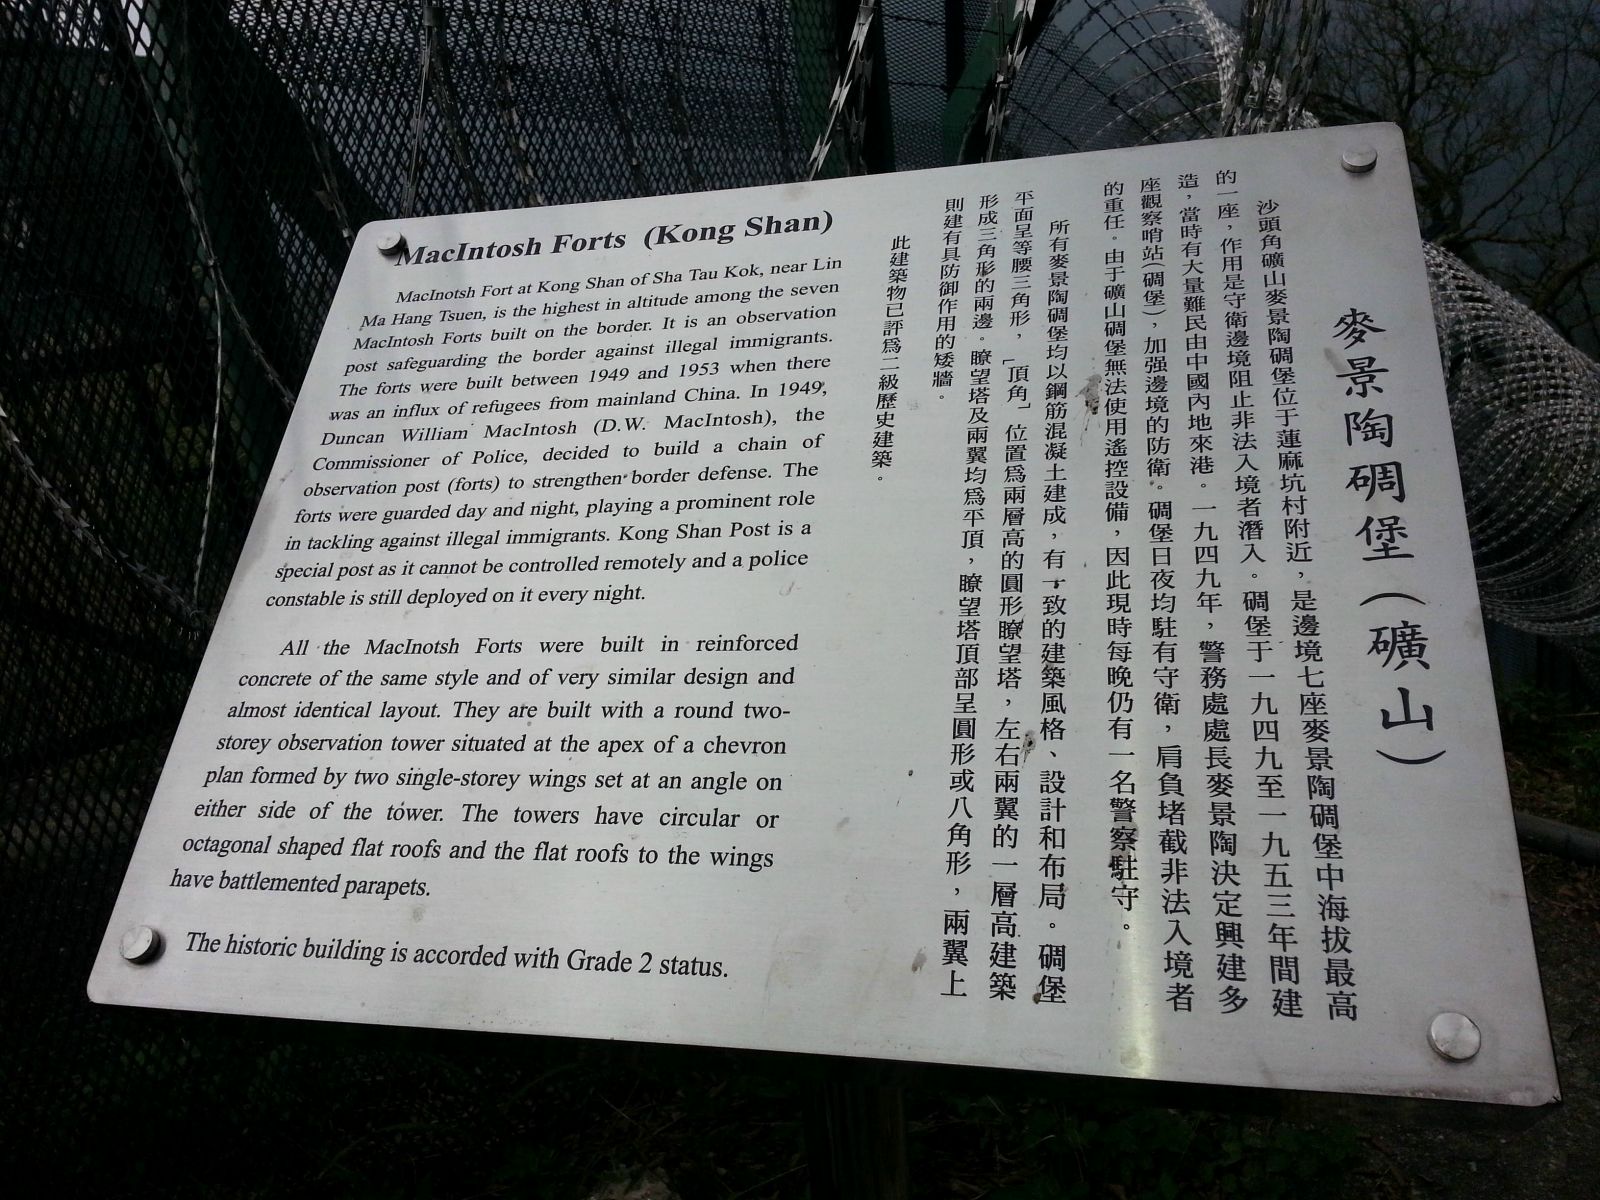 MacIntosh Forts (Kong Shan)
MacInotsh Fort at Kong Shan of Sha Tau Kok, near Lin
Ma Hang Tsuen, is the highest in altitude among the seven
MacIntosh Forts built on the border. It is an observation
post safeguarding the border against illegal immigrants.
The forts were built between 1949 and 1953 when there
was an influx of refugees from mainland China. In 1949,
Duncan William MacIntosh (D.W. MacIntosh), the
Commissioner of Police, decided to build a chain of
observation post (forts) to strengthen border defense. The
forts were guarded day and night, playing a prominent role
in tackling against illegal immigrants. Kong Shan Post is a
special post as it cannot be controlled remotely and a police
constable is still deployed on it every night.
All the MacInotsh Forts were built in reinforced
concrete of the same style and of very similar design and
almost identical layout. They are built with a round two-
storey observation tower situated at the apex of a chevron
plan formed by two single-storey wings set at an angle on
either side of the tower. The towers have circular or
octagonal shaped flat roofs and the flat roofs to the wings
have battlemented parapets.
The historic building is accorded with Grade 2 status.
麥景陶碉堡（礦山）
沙頭角礦山麥景陶碉堡位于蓮麻坑村附近，是邊境七座麥景陶碉堡中海拔最高
的一座，作用是守衛邊境阻止非法入境者潛入。碉堡于一九四九至一九五三年間建
造，當時有大量難民由中國內地來港。一九四九年，警務處處長麥景陶決定興建多
座觀察哨站（碉堡），加强邊境的防衛。碉堡日夜均駐有守衛，肩負堵截非法入境者
的重任。由于礦山碉堡無法使用遙控設備，因此現時每晚仍有一名警察駐守。
所有麥景陶碉堡均以鋼筋混凝土建成，有一致的建築風格、設計和布局。碉堡
平面呈等腰三角形，「頂角」位置爲兩層高的圓形瞭望塔，左右兩翼的一層高建築
形成三角形的兩邊。瞭望塔及兩翼均爲平頂，瞭望塔頂部呈圓形或八角形，兩翼上
則建有具防御作用的矮牆。
此建築物已評爲二級歷史建築。